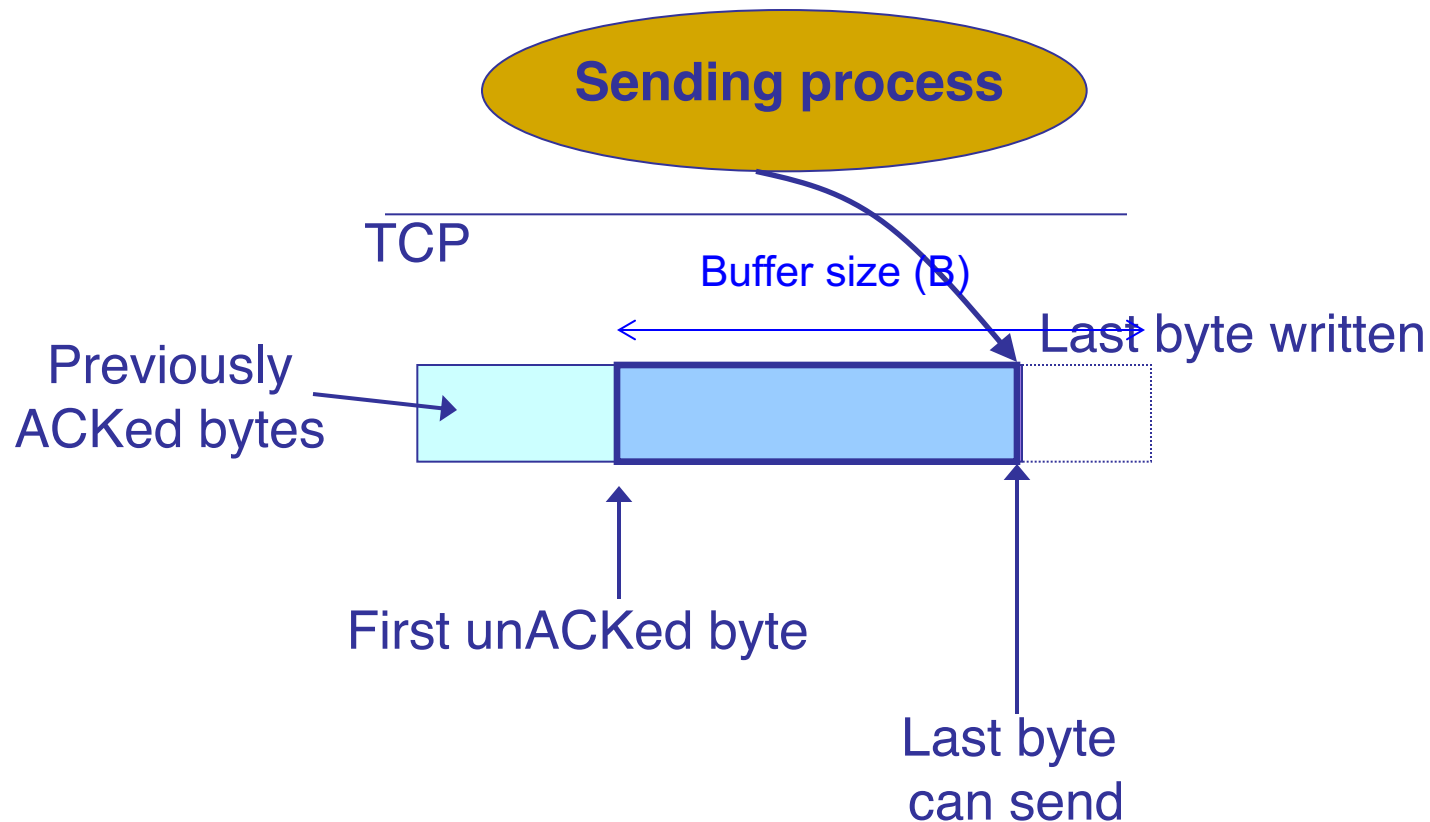 Sending process
TCP
Buffer size (B)
Last byte written
Previously
ACKed bytes
First unACKed byte
Last byte
can send